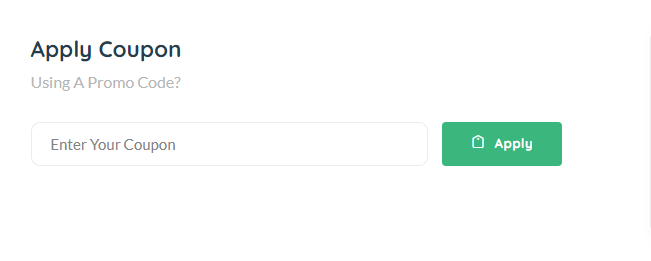 Apply Coupon
Using A Promo Code?
Enter Your Coupon
Apply